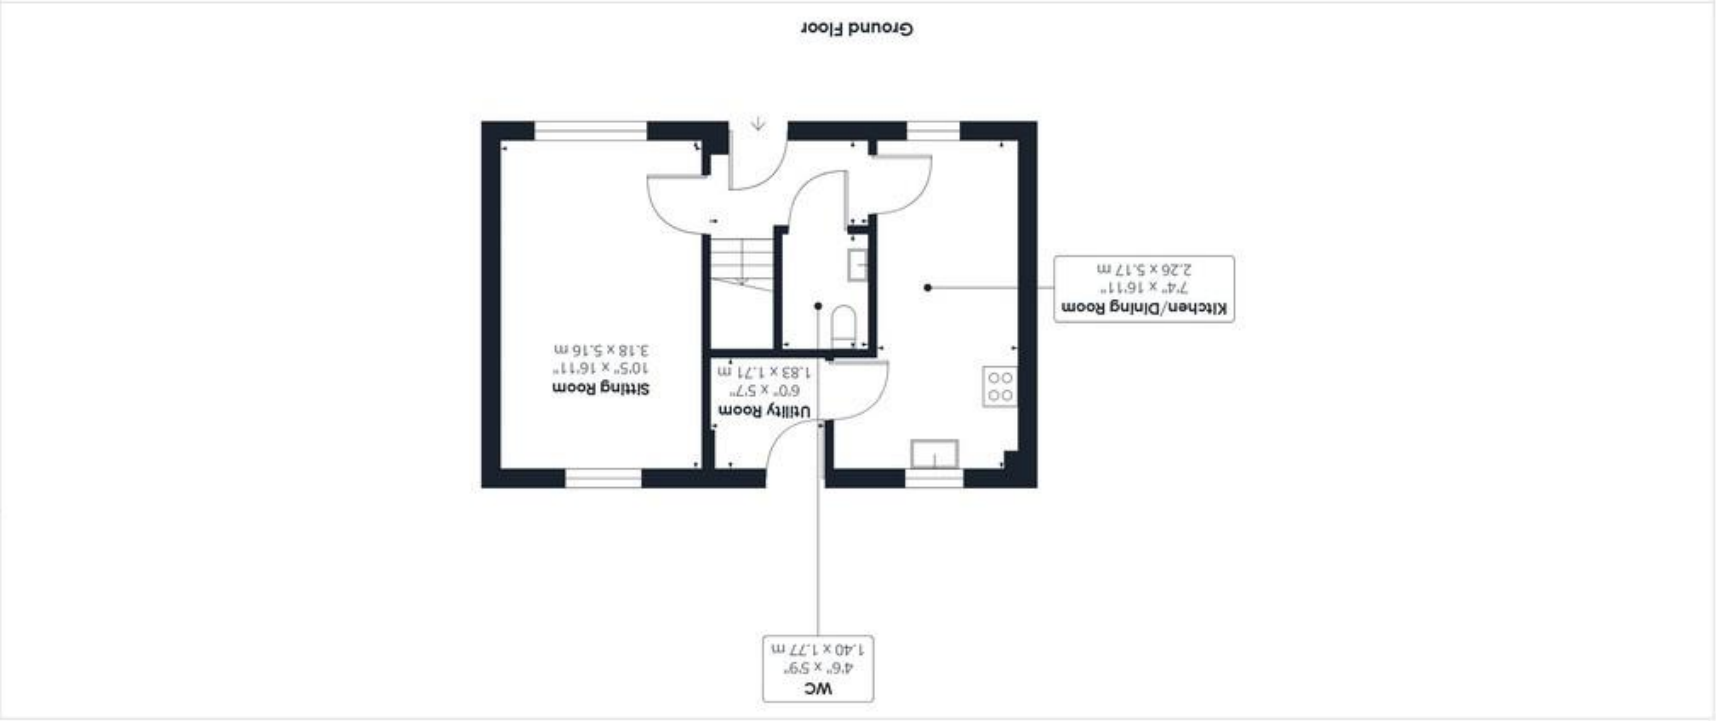 WC
4'6" x 5'9"
1.40 x 1.77 m
Utility Room
6'0" x 5'7"
1.83 x 1.71 m
Sitting Room
10'5" x 16'11"
3.18 x 5.16 m
Kitchen/Dining Room
7'4" x 16'11"
2.26 x 5.17 m
Ground Floor